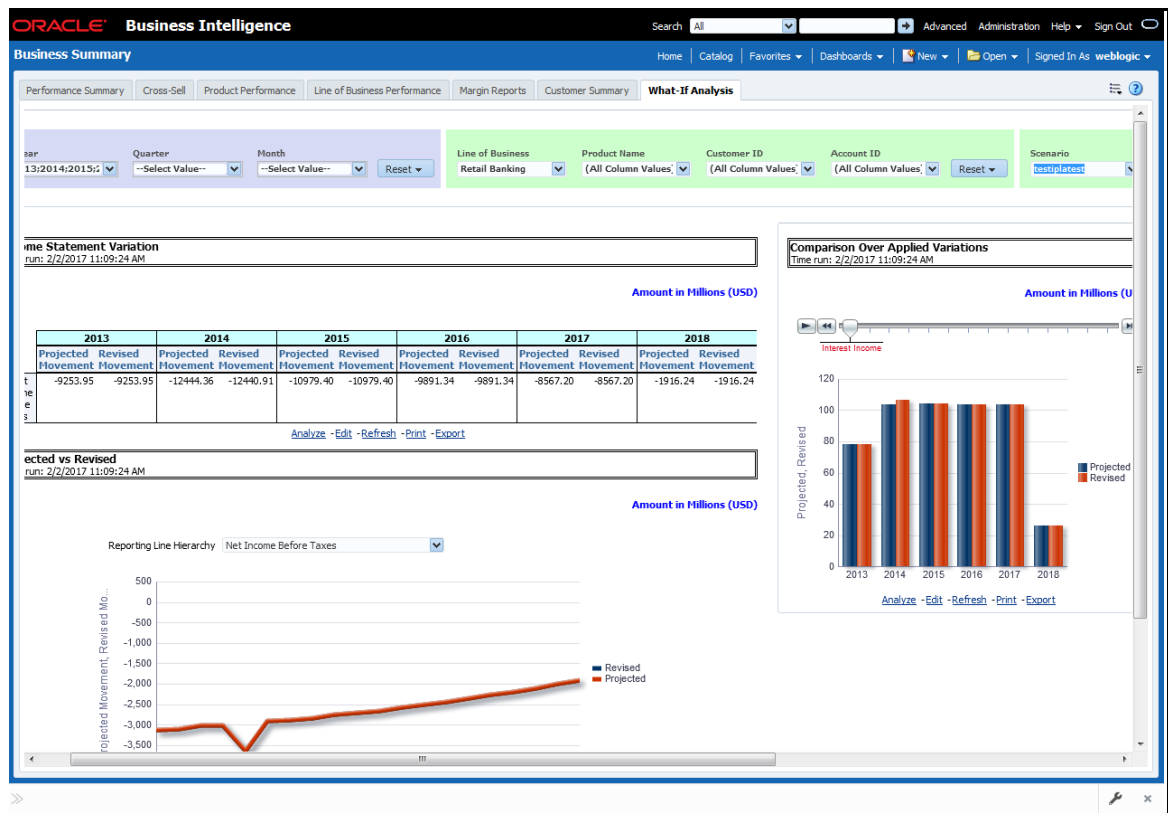 ORACLE Business Intelligence
Search All Advanced Administration Help Sign Out
Business Summary
Home Catalog Favorites Dashboards New Open Signed In As weblogic
Performance Summary Cross-Sell Product Performance Line of Business Performance Margin Reports Customer Summary What-If Analysis
ear Quarter Month Line of Business Product Name Customer ID Account ID Scenario
13;2014;2015;2 --Select Value-- --Select Value-- Reset Retail Banking (All Column Values) (All Column Values) (All Column Values) Reset testiplatest
me Statement Variation
run: 2/2/2017 11:09:24 AM
Amount in Millions (USD)
2013 2014 2015 2016 2017 2018
Projected Revised Projected Revised Projected Revised Projected Revised Projected Revised Projected Revised
Movement Movement Movement Movement Movement Movement Movement Movement Movement Movement Movement Movement
-9253.95 -9253.95 -12444.36 -12440.91 -10979.40 -10979.40 -9891.34 -9891.34 -8567.20 -8567.20 -1916.24 -1916.24
t
ne
e
s
Analyze -Edit -Refresh -Print -Export
ected vs Revised
run: 2/2/2017 11:09:24 AM
Amount in Millions (USD)
Reporting Line Hierarchy Net Income Before Taxes
500
0
-500
-1,000
-1,500
-2,000
-2,500
-3,000
-3,500
rojected Movement, Revised Mo...
Revised
Projected
Comparison Over Applied Variations
Time run: 2/2/2017 11:09:24 AM
Amount in Millions (U
Interest Income
120
100
80
60
40
20
0
Projected, Revised
2013 2014 2015 2016 2017 2018
Projected
Revised
Analyze -Edit -Refresh -Print -Export